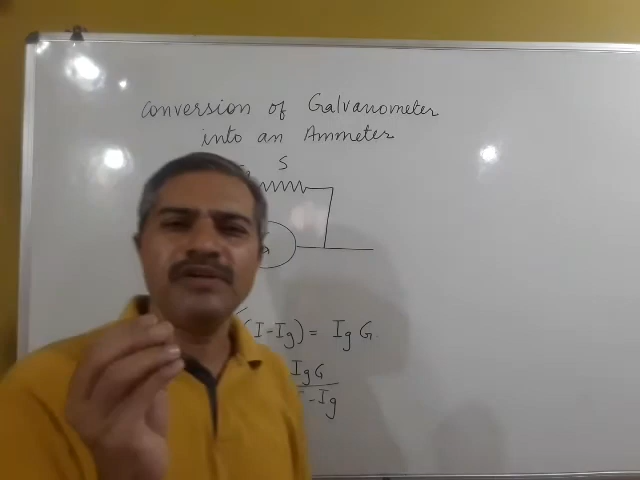 Conversion of Galvanometer
into an Ammeter
S
G
(I-Ig) = Ig G
IgG
- Ig